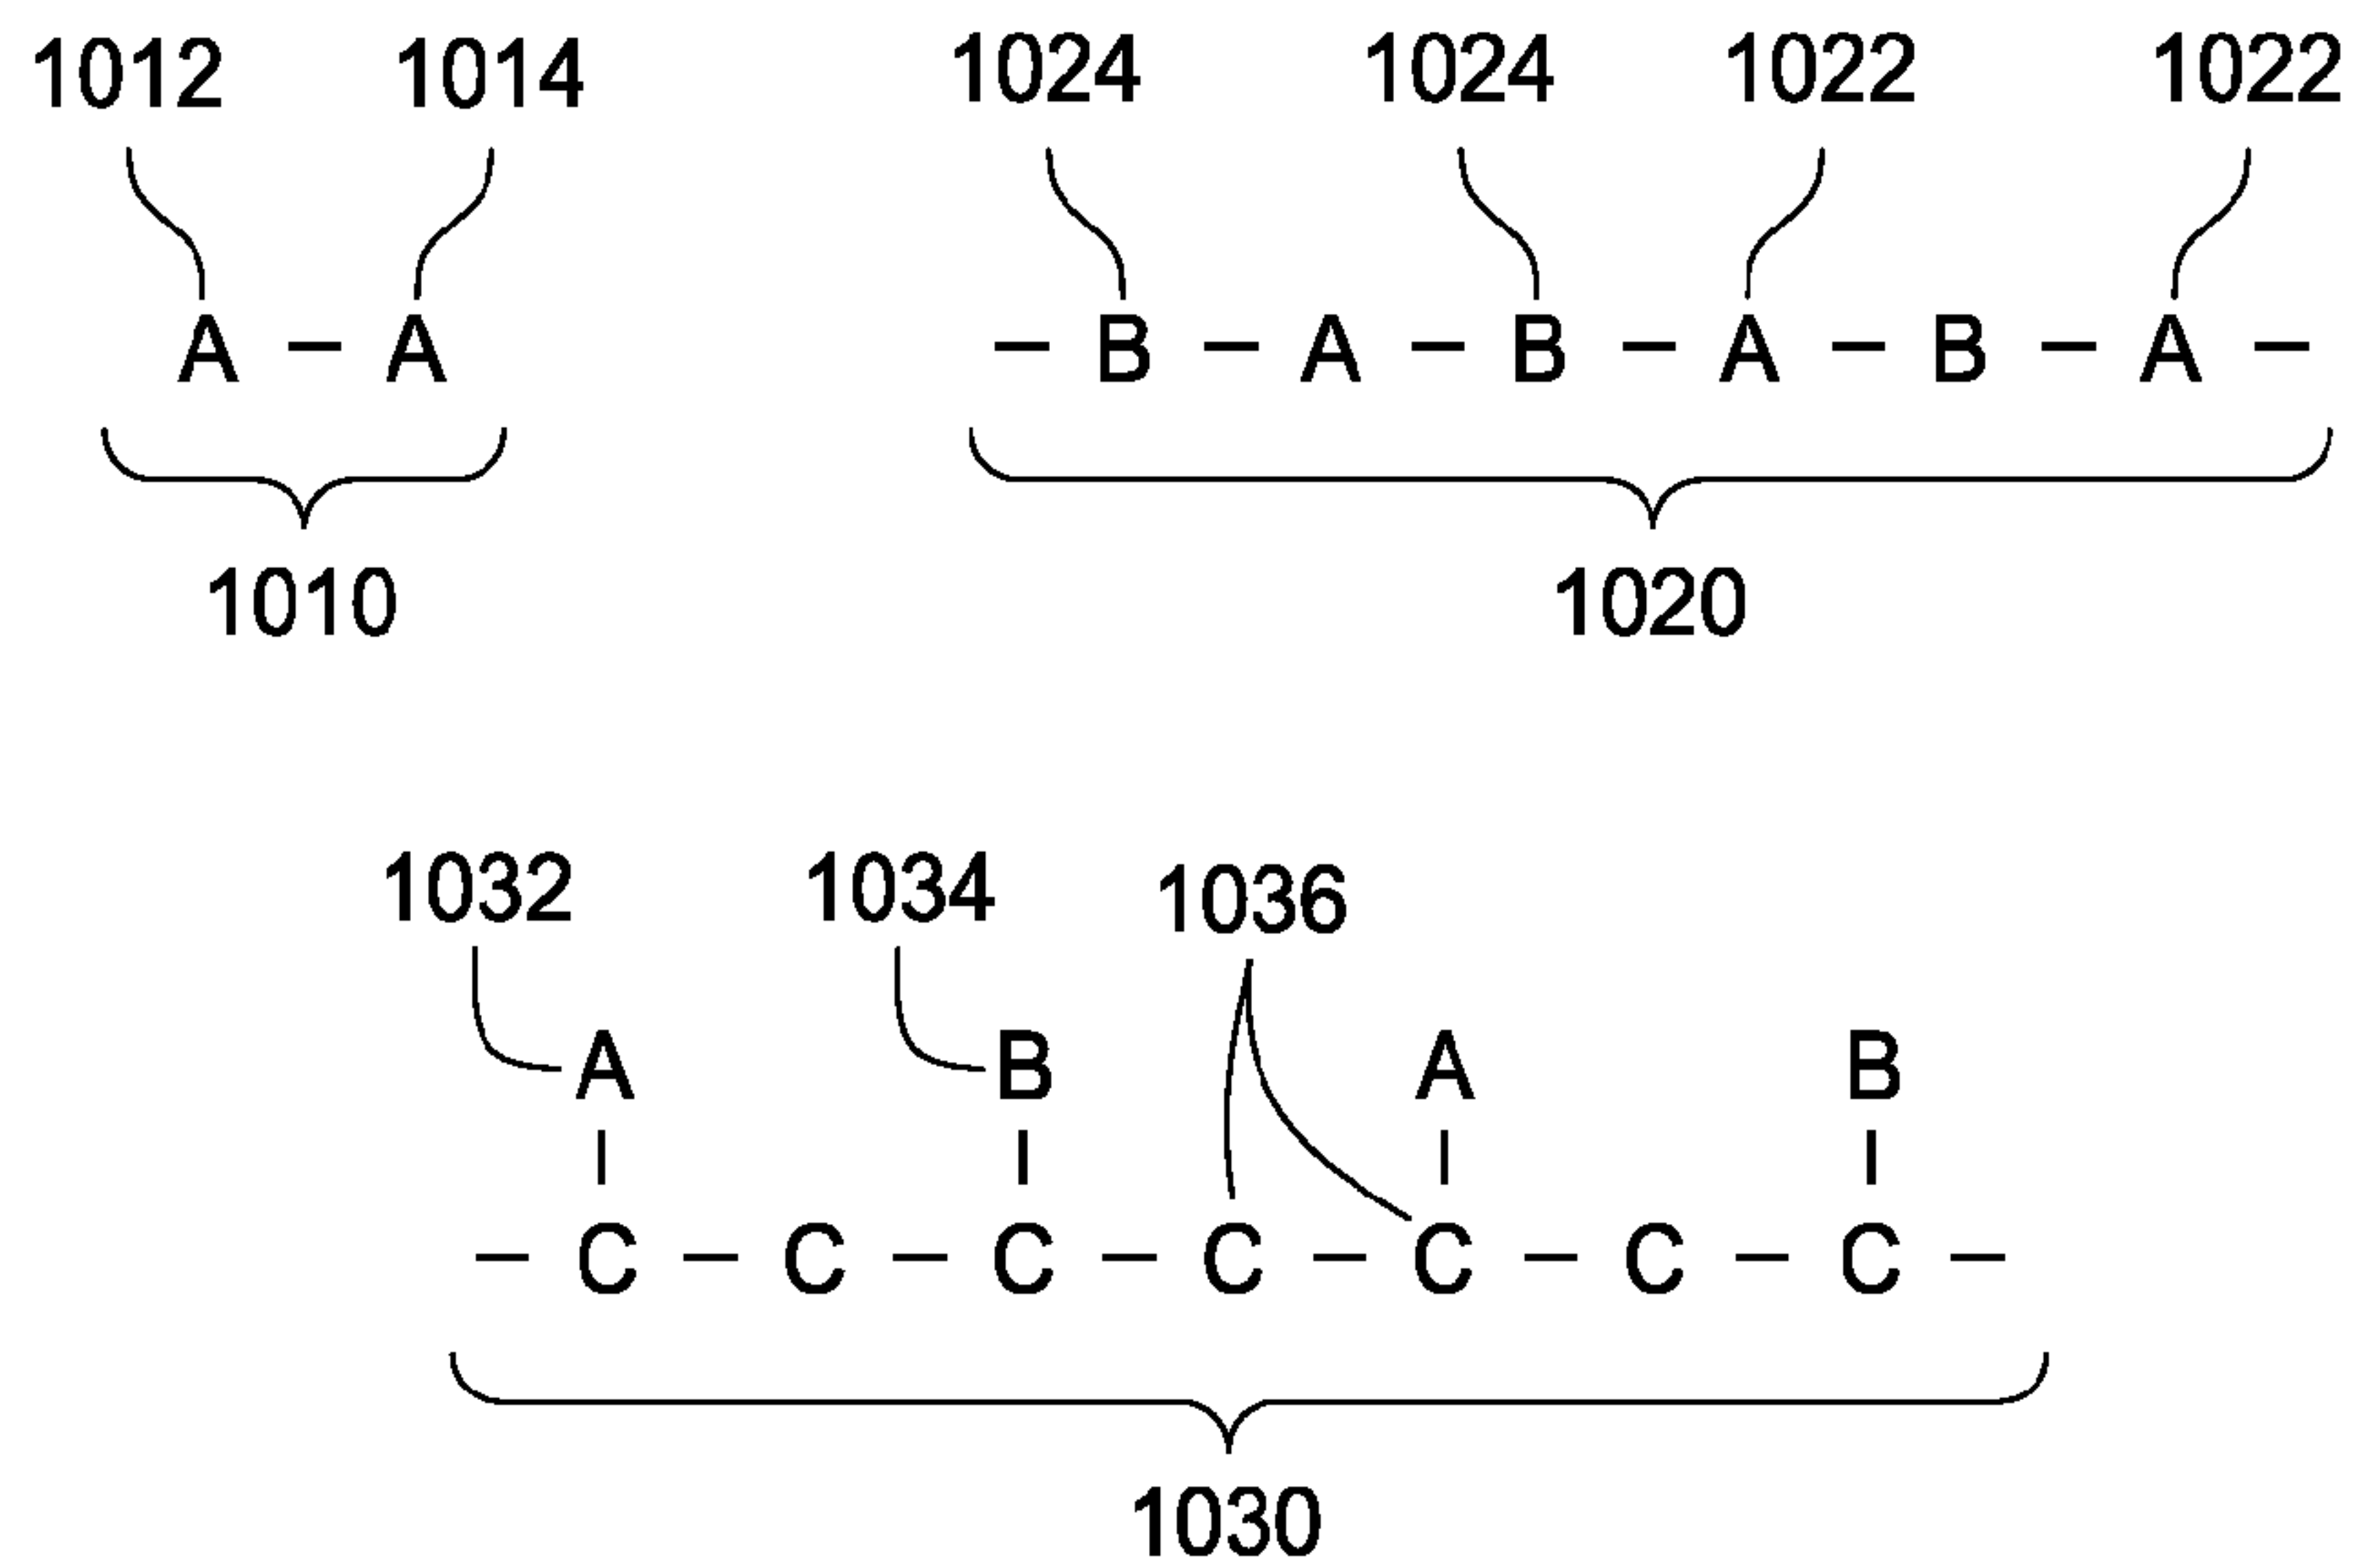 1012 1014 1024 1024 1022 1022
A – A – B – A – B – A – B – A –
1010 1020
1032 1034 1036
A B A B
– C – C – C – C – C – C – C –
1030